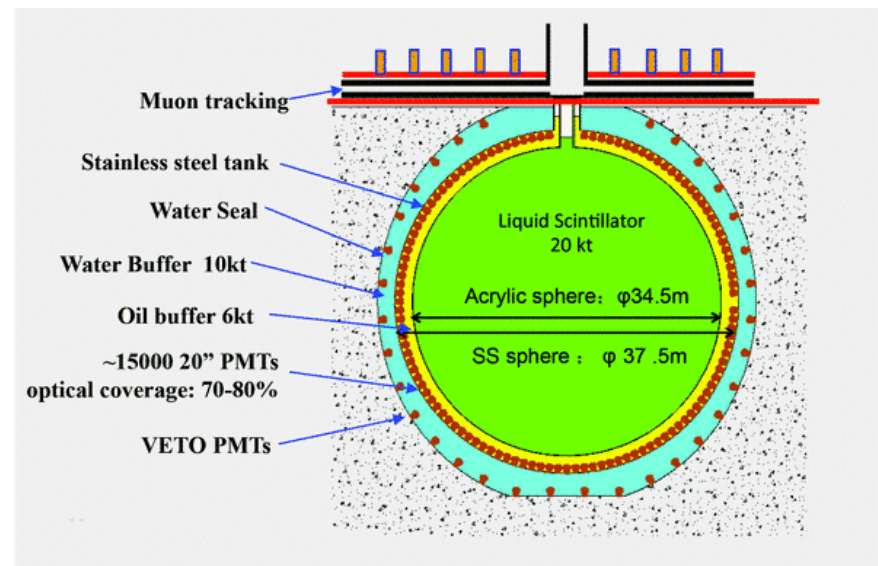 Muon tracking
Stainless steel tank
Water Seal
Water Buffer 10kt
Oil buffer 6kt
~15000 20” PMTs
optical coverage: 70-80%
VETO PMTs
Liquid Scintillator
20 kt
Acrylic sphere： φ34.5m
SS sphere： φ 37 .5m